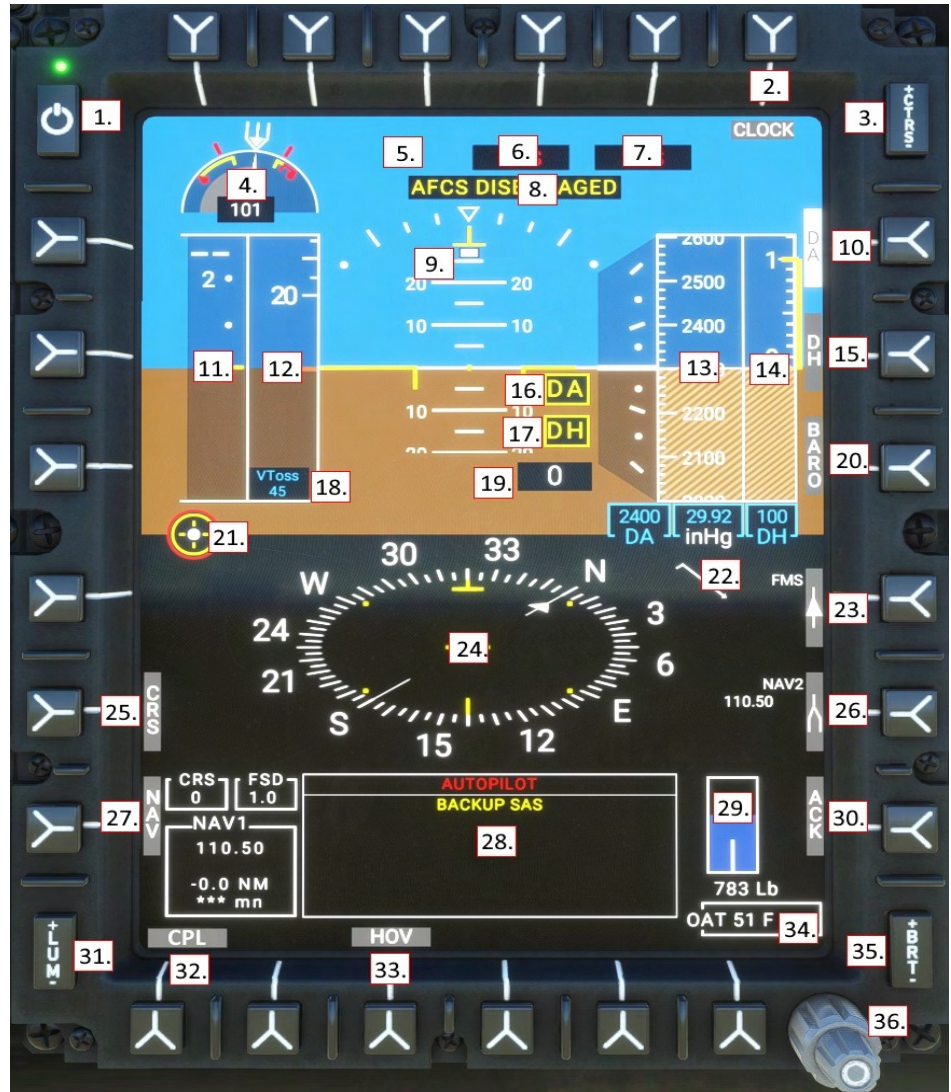 1.
2.
CLOCK
3.
+CTRS-
4.
101
5.
6.
7.
8.
AFCS DISE AGED
9.
20 20
10 10
10 10
10.
DA
11.
2
12.
20
13.
2600
2500
2400
2200
2100
14.
1
15.
DH
16.
DA
17.
DH
18.
VToss
45
19.
0
20.
BARO
2400
DA
29.92
inHg
100
DH
21.
22.
FMS
23.
24.
30
33
N
3
6
E
12
15
S
21
24
W
25.
CRS
26.
NAV2
110.50
27.
NAV
CRS
0
FSD
1.0
NAV1
110.50
-0.0 NM
*** mn
28.
AUTOPILOT
BACKUP SAS
29.
783 Lb
30.
ACK
31.
+LUM-
32.
CPL
33.
HOV
34.
OAT 51 F
35.
+BRT-
36.